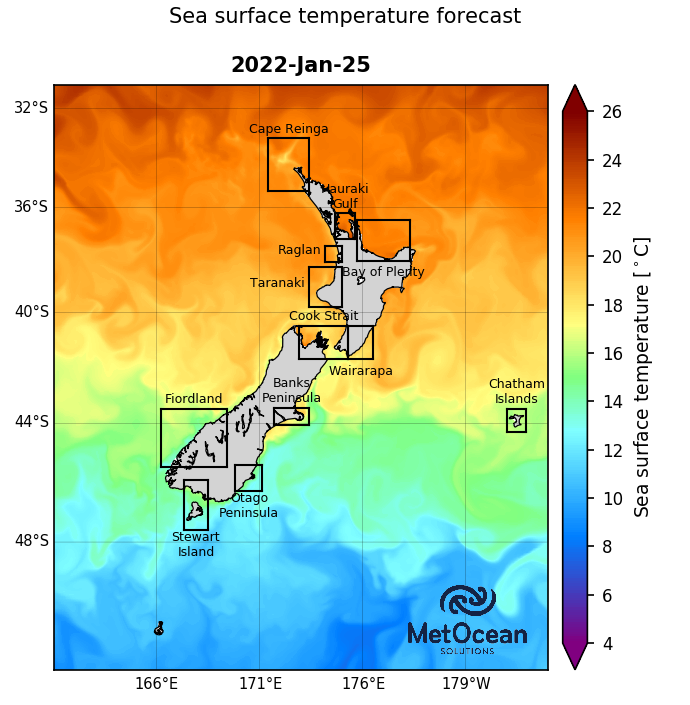 Sea surface temperature forecast
2022-Jan-25
32°S
36°S
40°S
44°S
48°S
Cape Reinga
Hauraki
Gulf
Raglan
Bay of Plenty
Taranaki
Cook Strait
Wairarapa
Banks
Peninsula
Fiordland
Chatham
Islands
Otago
Peninsula
Stewart
Island
MetOcean
SOLUTIONS
166°E
171°E
176°E
179°W
26
24
22
20
18
16
14
12
10
8
6
4
Sea surface temperature [°C]